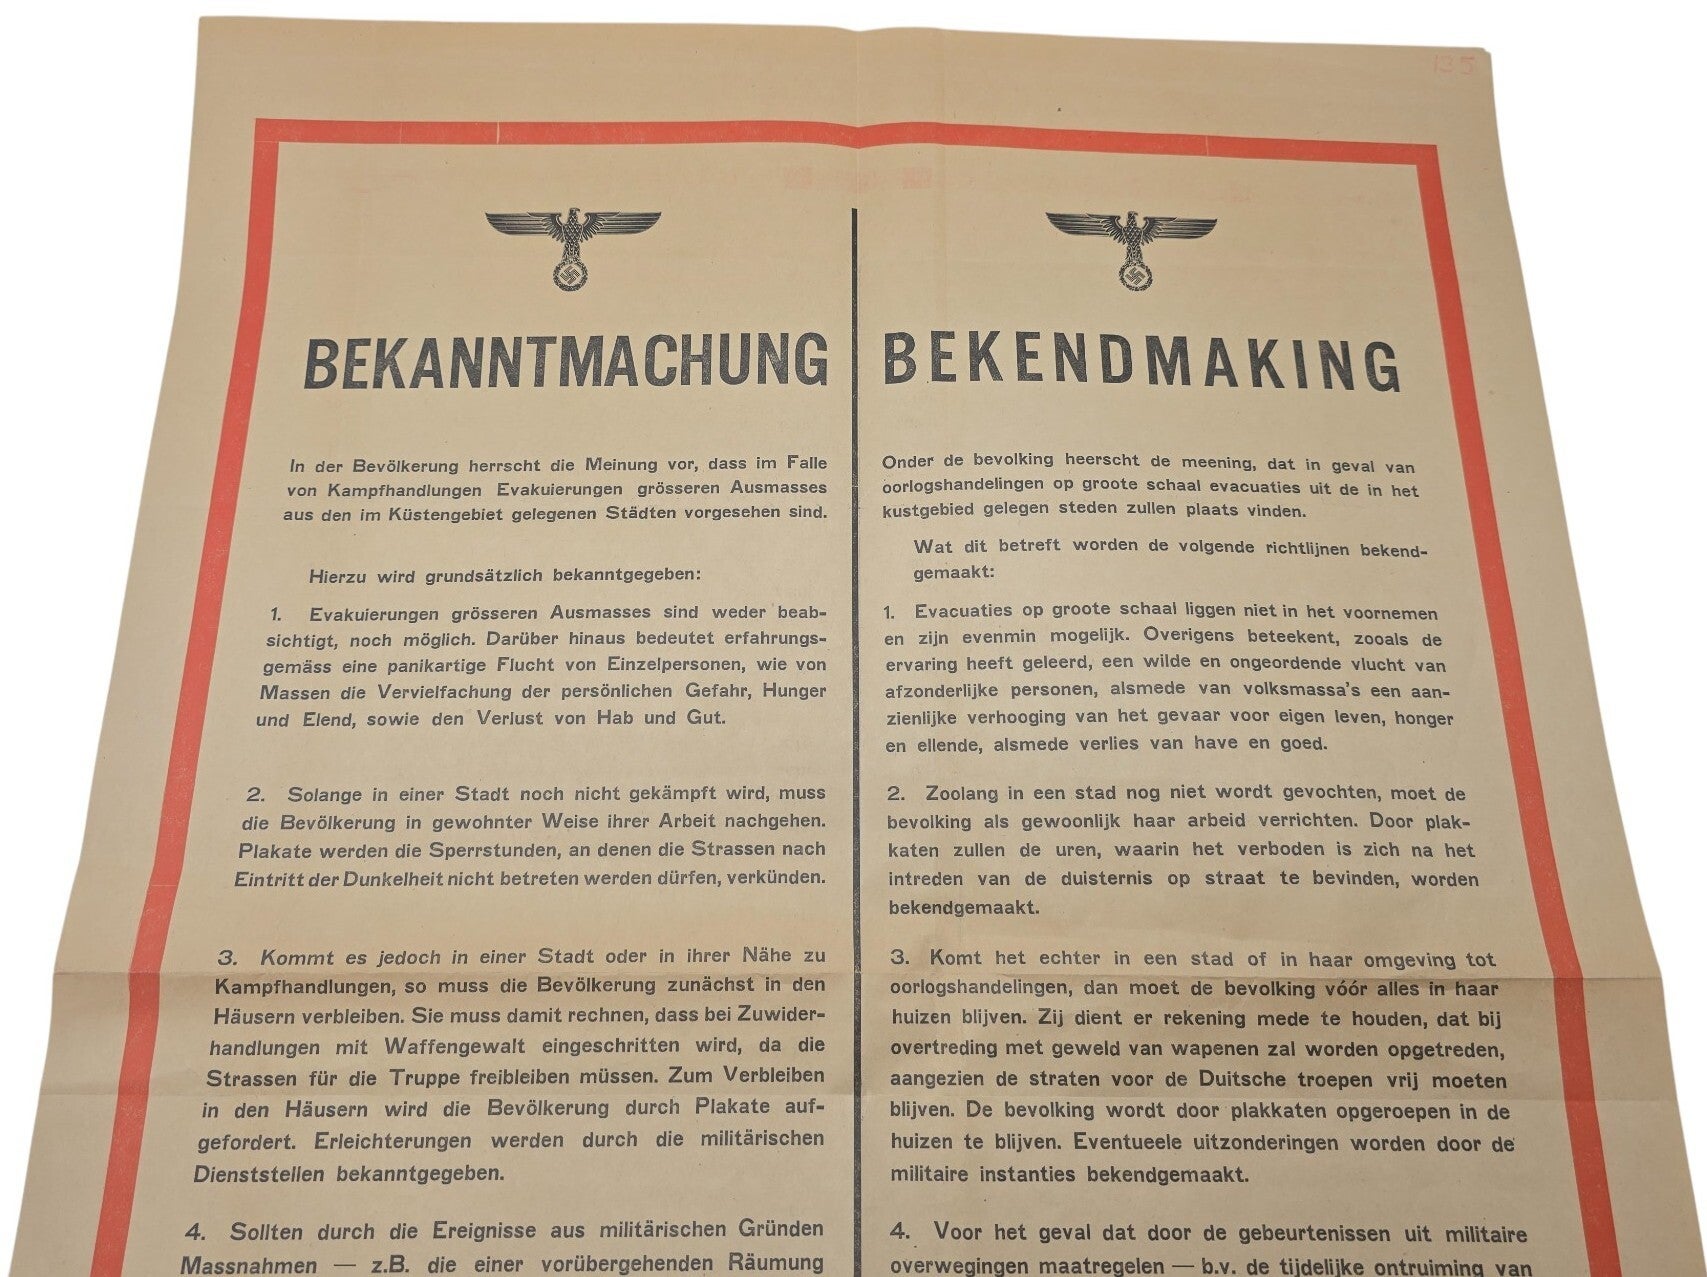 135
BEKANNTMACHUNG
In der Bevölkerung herrscht die Meinung vor, dass im Falle
von Kampfhandlungen Evakuierungen grösseren Ausmasses
aus den im Küstengebiet gelegenen Städten vorgesehen sind.
Hierzu wird grundsätzlich bekanntgegeben:
1. Evakuierungen grösseren Ausmasses sind weder beab-
sichtigt, noch möglich. Darüber hinaus bedeutet erfahrungs-
gemäss eine panikartige Flucht von Einzelpersonen, wie von
Massen die Vervielfachung der persönlichen Gefahr, Hunger
und Elend, sowie den Verlust von Hab und Gut.
2. Solange in einer Stadt noch nicht gekämpft wird, muss
die Bevölkerung in gewohnter Weise ihrer Arbeit nachgehen.
Plakate werden die Sperrstunden, an denen die Strassen nach
Eintritt der Dunkelheit nicht betreten werden dürfen, verkünden.
3. Kommt es jedoch in einer Stadt oder in ihrer Nähe zu
Kampfhandlungen, so muss die Bevölkerung zunächst in den
Häusern verbleiben. Sie muss damit rechnen, dass bei Zuwider-
handlungen mit Waffengewalt eingeschritten wird, da die
Strassen für die Truppe freibleiben müssen. Zum Verbleiben
in den Häusern wird die Bevölkerung durch Plakate auf-
gefordert. Erleichterungen werden durch die militärischen
Dienststellen bekanntgegeben.
4. Sollten durch die Ereignisse aus militärischen Gründen
Massnahmen — z.B. die einer vorübergehenden Räumung
BEKENDMAKING
Onder de bevolking heerscht de meening, dat in geval van
oorlogshandelingen op groote schaal evacuaties uit de in het
kustgebied gelegen steden zullen plaats vinden.
Wat dit betreft worden de volgende richtlijnen bekend-
gemaakt:
1. Evacuaties op groote schaal liggen niet in het voornemen
en zijn evenmin mogelijk. Overigens beteekent, zooals de
ervaring heeft geleerd, een wilde en ongeordende vlucht van
afzonderlijke personen, alsmede van volksmassa's een aan-
zienlijke verhooging van het gevaar voor eigen leven, honger
en ellende, alsmede verlies van have en goed.
2. Zoolang in een stad nog niet wordt gevochten, moet de
bevolking als gewoonlijk haar arbeid verrichten. Door plak-
katen zullen de uren, waarin het verboden is zich na het
intreden van de duisternis op straat te bevinden, worden
bekendgemaakt.
3. Komt het echter in een stad of in haar omgeving tot
oorlogshandelingen, dan moet de bevolking vóór alles in haar
huizen blijven. Zij dient er rekening mede te houden, dat bij
overtreding met geweld van wapenen zal worden opgetreden,
aangezien de straten voor de Duitsche troepen vrij moeten
blijven. De bevolking wordt door plakkaten opgeroepen in de
huizen te blijven. Eventueele uitzonderingen worden door de
militaire instanties bekendgemaakt.
4. Voor het geval dat door de gebeurtenissen uit militaire
overwegingen maatregelen — b.v. de tijdelijke ontruiming van